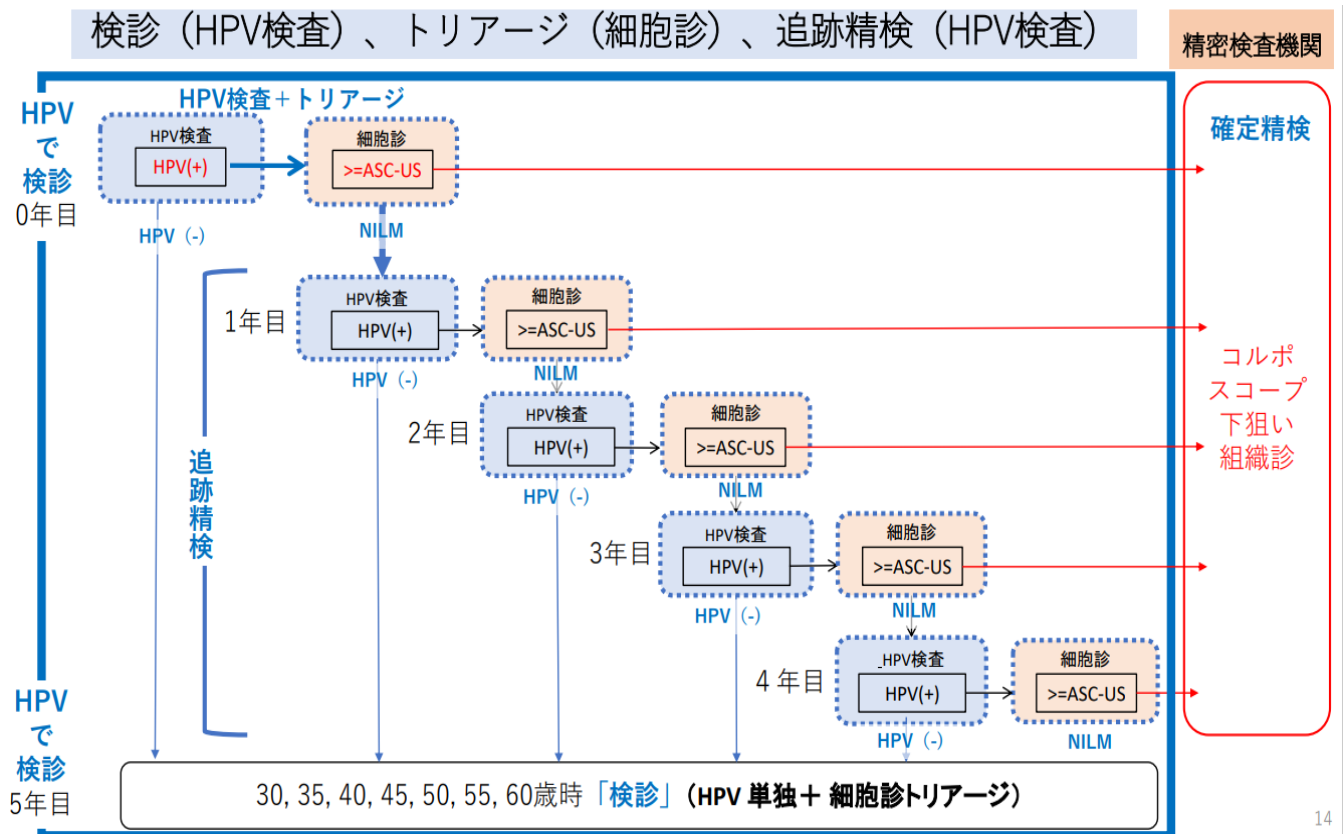 検診（HPV検査）、トリアージ（細胞診）、追跡精検（HPV検査）
精密検査機関
HPV
で
検診
0年目
HPV検査＋トリアージ
HPV検査
HPV(+)
細胞診
>=ASC-US
HPV（-）
NILM
確定精検
コルポ
スコープ
下狙い
組織診
追跡精検
1年目
HPV検査
HPV(+)
細胞診
>=ASC-US
HPV（-）
NILM
2年目
HPV検査
HPV(+)
細胞診
>=ASC-US
HPV（-）
NILM
3年目
HPV検査
HPV(+)
細胞診
>=ASC-US
HPV（-）
NILM
4 年目
_HPV検査
HPV(+)
細胞診
>=ASC-US
HPV（-）
NILM
HPV
で
検診
5年目
30, 35, 40, 45, 50, 55, 60歳時「検診」（HPV 単独＋ 細胞診トリアージ）
14